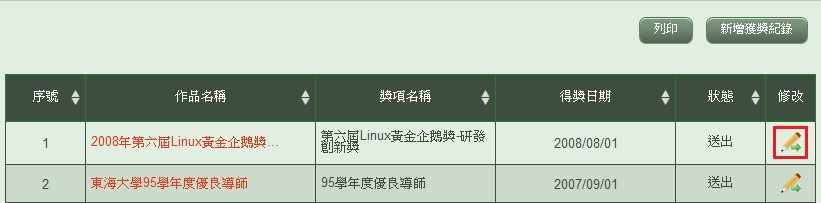 列印 新增獲獎紀錄
序號 作品名稱 獎項名稱 得獎日期 狀態 修改
1 2008年第六屆Linux黃金企鵝獎... 第六屆Linux黃金企鵝獎-研發 2008/08/01 送出
創新獎
2 東海大學95學年度優良導師 95學年度優良導師 2007/09/01 送出